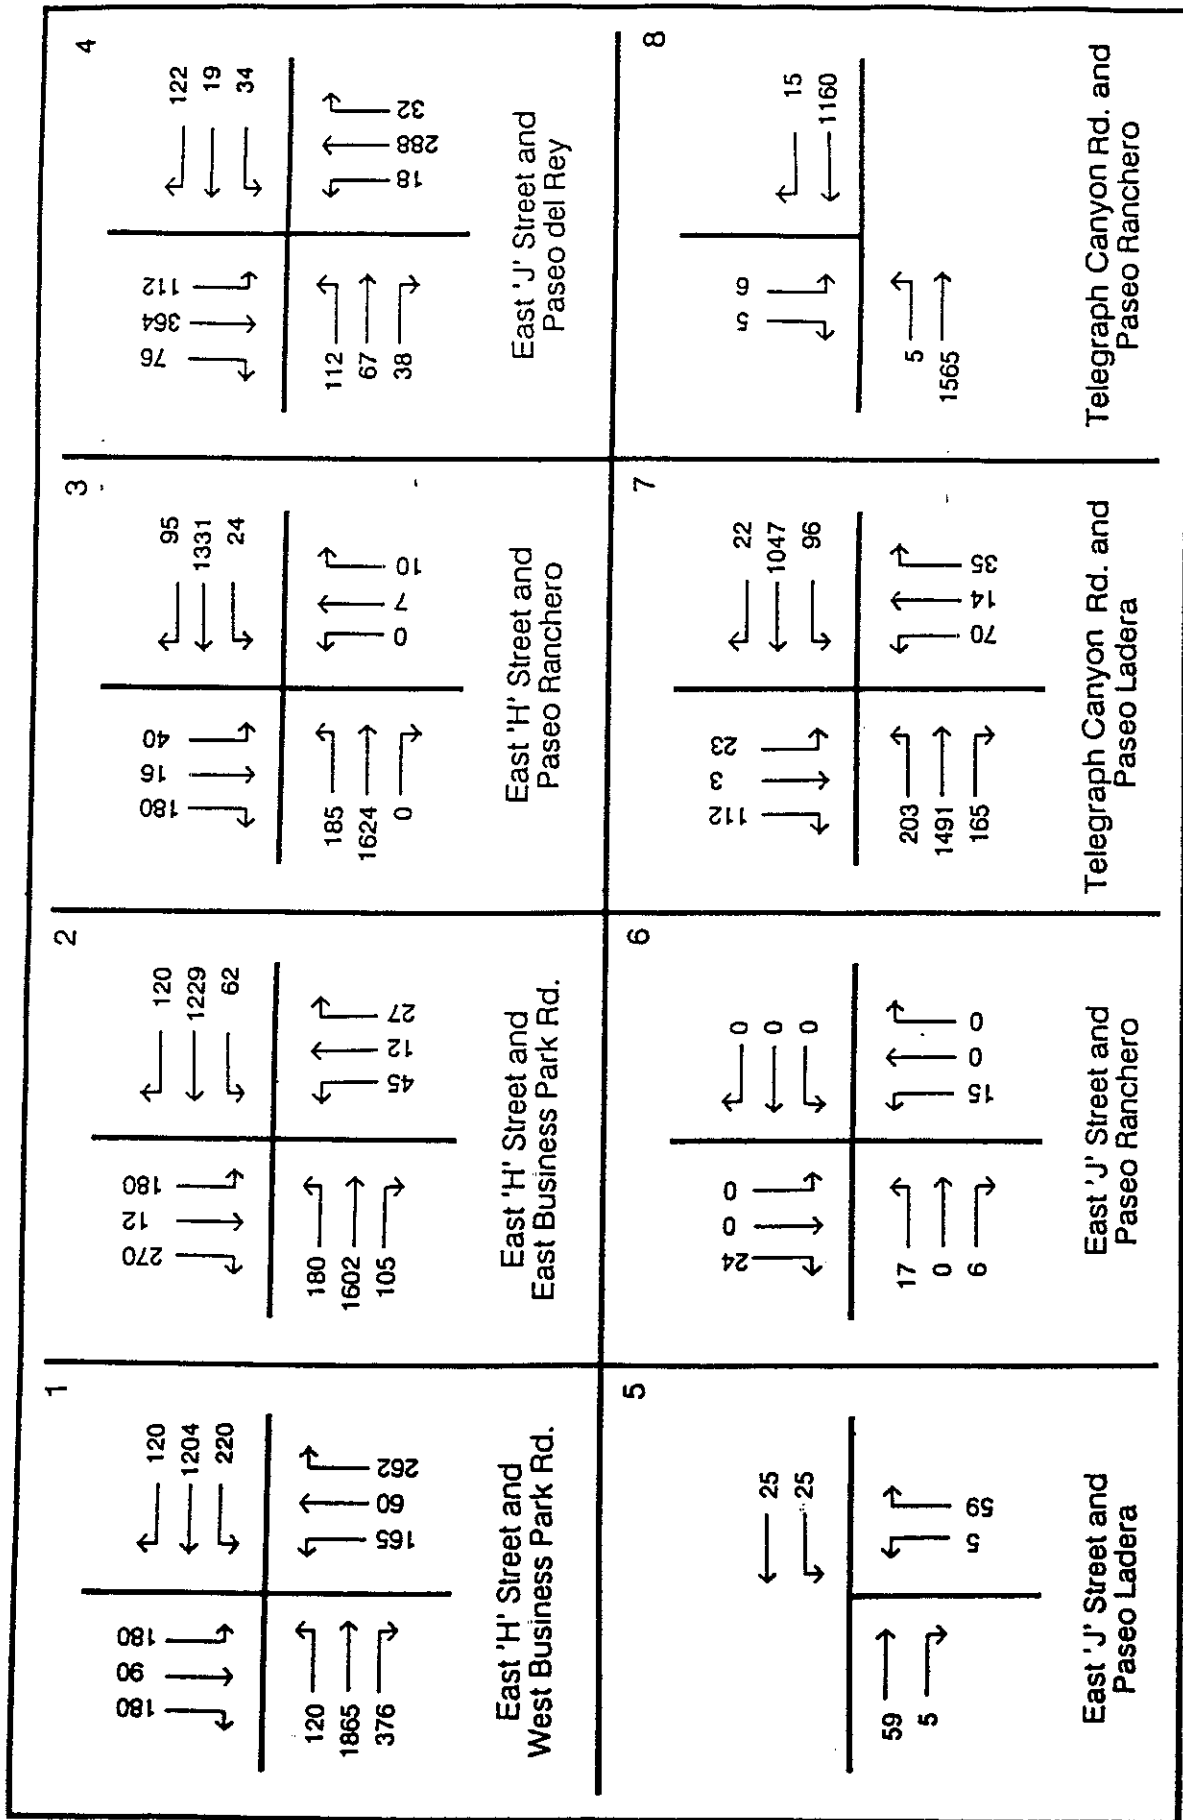 1
180 90 180
120
1204
220
120
1865
376
165 60 262
East 'H' Street and
West Business Park Rd.
2
270 12 180
120
1229
62
180
1602
105
45 12 27
East 'H' Street and
East Business Park Rd.
3
180 16 40
95
1331
24
185
1624
0
0 7 10
East 'H' Street and
Paseo Ranchero
4
76 364 112
122
19
34
112
67
38
18 288 32
East 'J' Street and
Paseo del Rey
5
25
25
59
5
5 59
East 'J' Street and
Paseo Ladera
6
24 0 0
0
0
0
17
0
9
15 0 0
East 'J' Street and
Paseo Ranchero
7
112 3 23
22
1047
96
203
1491
165
70 14 35
Telegraph Canyon Rd. and
Paseo Ladera
8
5 9
15
1160
5
1565
Telegraph Canyon Rd. and
Paseo Ranchero